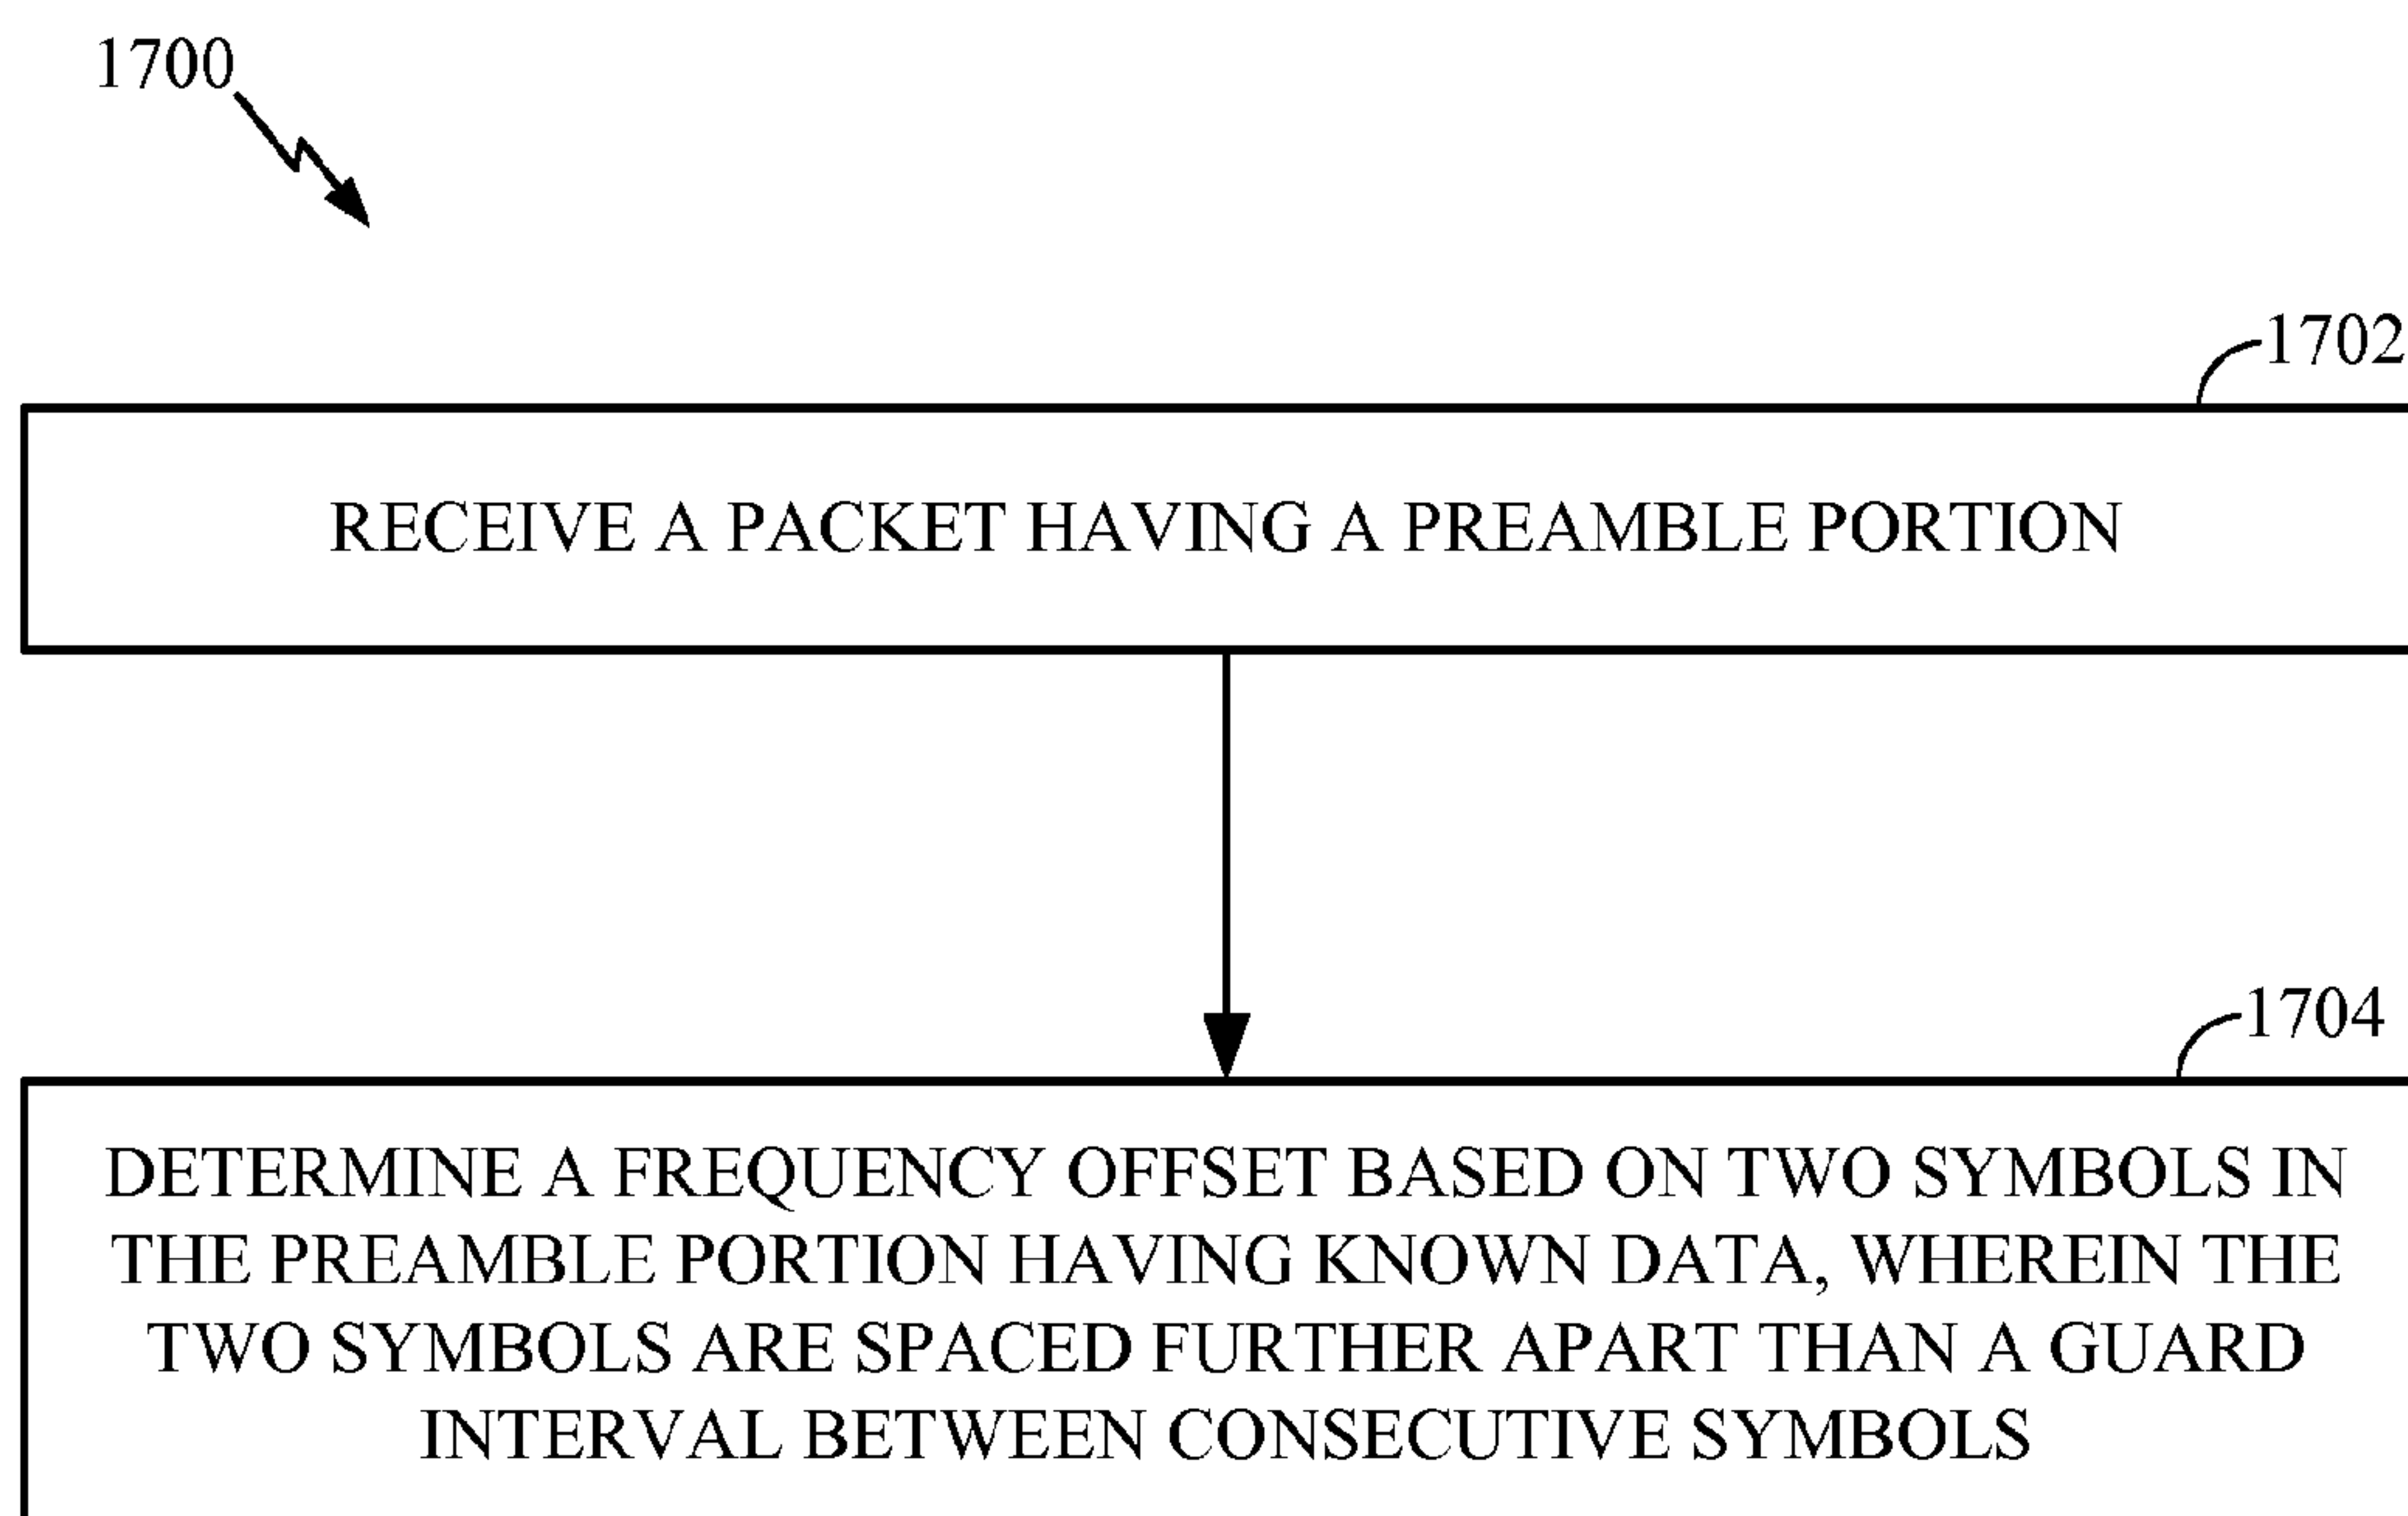 1700
1702
RECEIVE A PACKET HAVING A PREAMBLE PORTION
1704
DETERMINE A FREQUENCY OFFSET BASED ON TWO SYMBOLS IN
THE PREAMBLE PORTION HAVING KNOWN DATA, WHEREIN THE
TWO SYMBOLS ARE SPACED FURTHER APART THAN A GUARD
INTERVAL BETWEEN CONSECUTIVE SYMBOLS